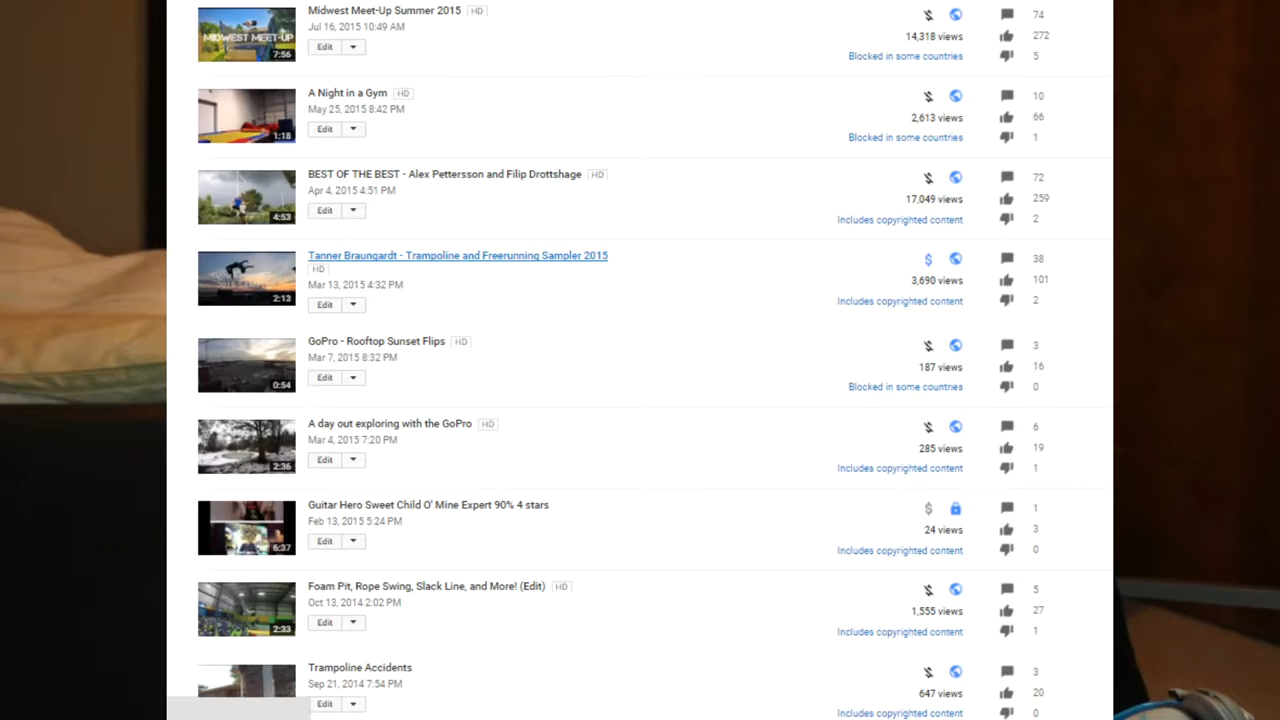 Midwest Meet-Up Summer 2015 HD
Jul 16, 2015 10:49 AM
Edit
MIDWEST MEET-UP
7:56
14,318 views
Blocked in some countries
74
272
5
A Night in a Gym HD
May 25, 2015 8:42 PM
Edit
1:18
2,613 views
Blocked in some countries
10
66
1
BEST OF THE BEST - Alex Pettersson and Filip Drottshage HD
Apr 4, 2015 4:51 PM
Edit
4:53
17,049 views
Includes copyrighted content
72
259
2
Tanner Braungardt - Trampoline and Freerunning Sampler 2015
HD
Mar 13, 2015 4:32 PM
Edit
2:13
$
3,690 views
Includes copyrighted content
38
101
2
GoPro - Rooftop Sunset Flips HD
Mar 7, 2015 8:32 PM
Edit
0:54
187 views
Blocked in some countries
3
16
0
A day out exploring with the GoPro HD
Mar 4, 2015 7:20 PM
Edit
2:36
285 views
Includes copyrighted content
6
19
1
Guitar Hero Sweet Child O' Mine Expert 90% 4 stars
Feb 13, 2015 5:24 PM
Edit
6:37
$
24 views
Includes copyrighted content
1
3
0
Foam Pit, Rope Swing, Slack Line, and More! (Edit) HD
Oct 13, 2014 2:02 PM
Edit
2:33
1,555 views
Includes copyrighted content
5
27
1
Trampoline Accidents
Sep 21, 2014 7:54 PM
Edit
647 views
Includes copyrighted content
3
20
0